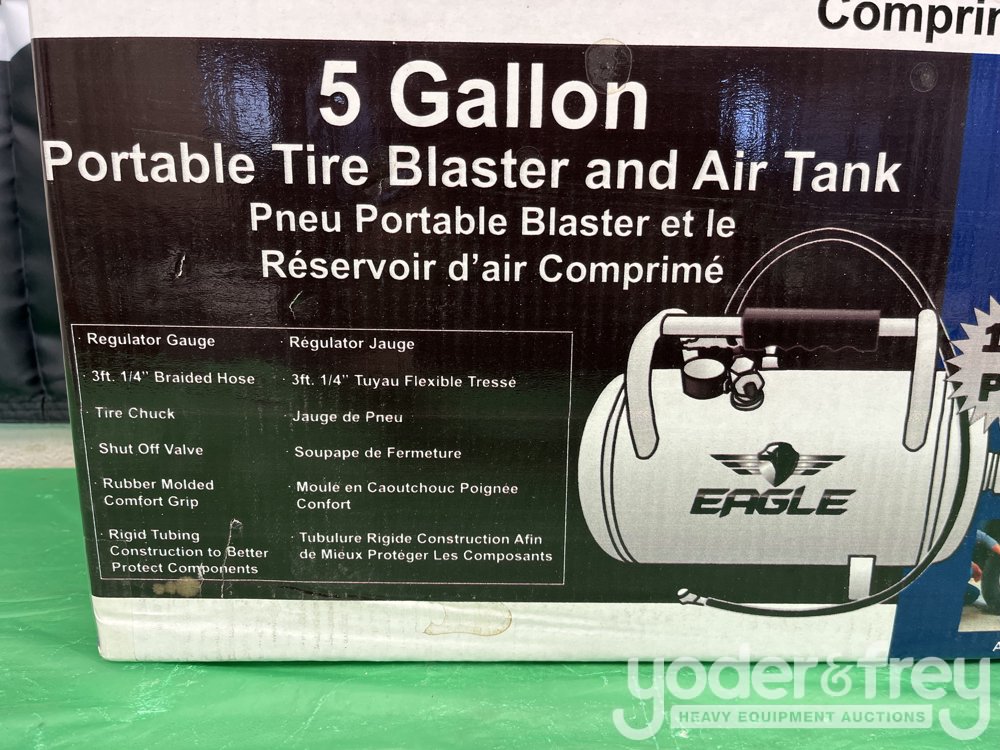 5 Gallon
Portable Tire Blaster and Air Tank
Pneu Portable Blaster et le
Réservoir d'air Comprimé
· Regulator Gauge
· 3ft. 1/4" Braided Hose
· Tire Chuck
· Shut Off Valve
· Rubber Molded
Comfort Grip
· Rigid Tubing
Construction to Better
Protect Components
· Régulator Jauge
· 3ft. 1/4" Tuyau Flexible Tressé
· Jauge de Pneu
· Soupape de Fermeture
· Moule en Caoutchouc Poignée
Confort
· Tubulure Rigide Construction Afin
de Mieux Protéger Les Composants
EAGLE
yoder&frey
HEAVY EQUIPMENT AUCTIONS